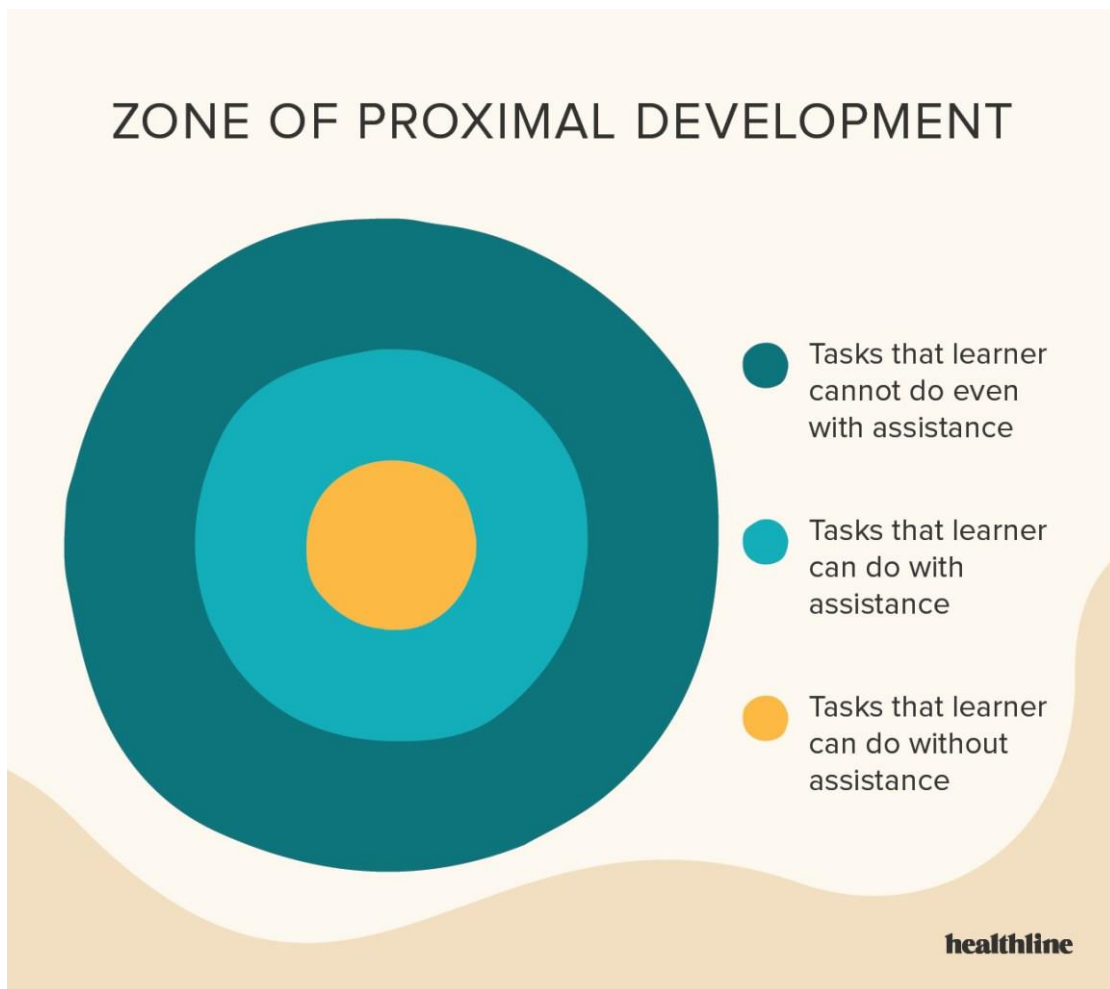 ZONE OF PROXIMAL DEVELOPMENT
Tasks that learner
cannot do even
with assistance
Tasks that learner
can do with
assistance
Tasks that learner
can do without
assistance
healthline